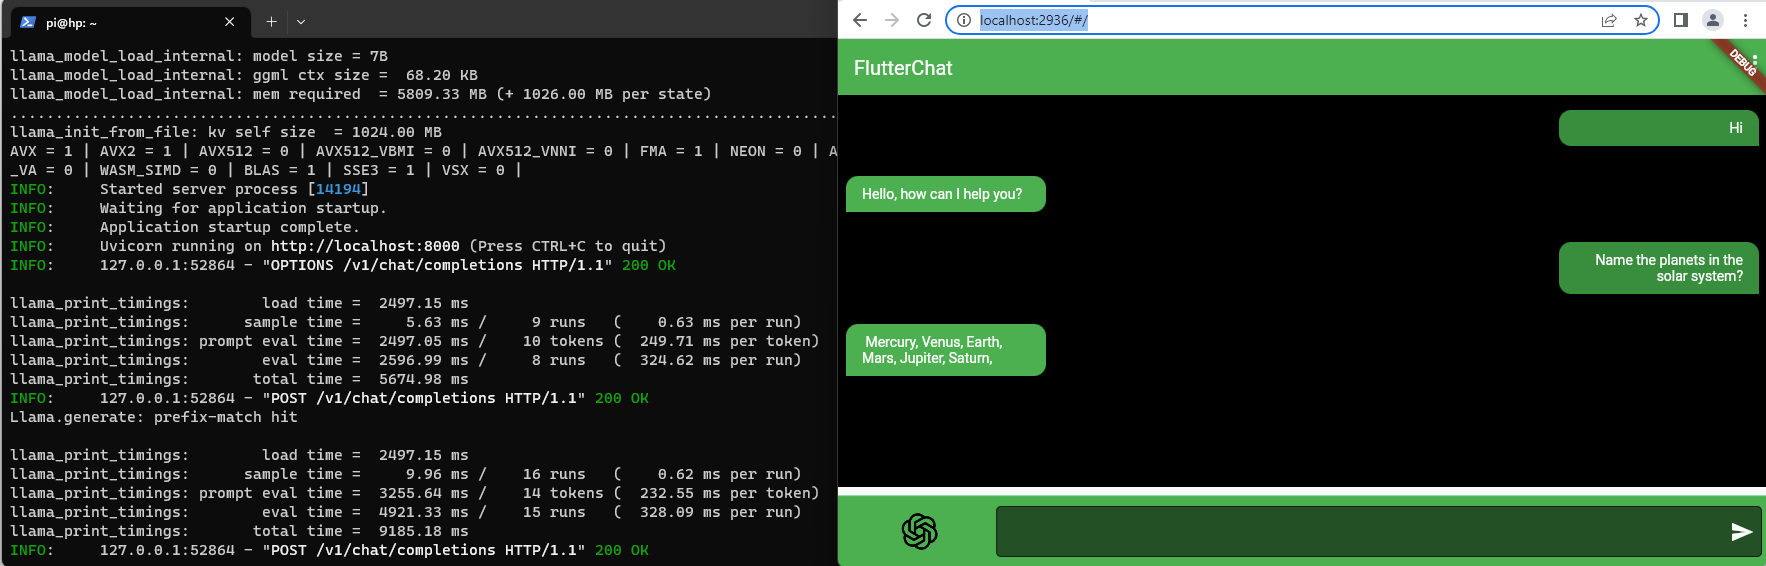 pi@hp: ~
llama_model_load_internal: model size = 7B
llama_model_load_internal: ggml ctx size =  68.20 KB
llama_model_load_internal: mem required  = 5809.33 MB (+ 1026.00 MB per state)
....................................................................................................
llama_init_from_file: kv self size  = 1024.00 MB
AVX = 1 | AVX2 = 1 | AVX512 = 0 | AVX512_VBMI = 0 | AVX512_VNNI = 0 | FMA = 1 | NEON = 0 | A
_VA = 0 | WASM_SIMD = 0 | BLAS = 1 | SSE3 = 1 | VSX = 0 |
INFO:     Started server process [14194]
INFO:     Waiting for application startup.
INFO:     Application startup complete.
INFO:     Uvicorn running on http://localhost:8000 (Press CTRL+C to quit)
INFO:     127.0.0.1:52864 - "OPTIONS /v1/chat/completions HTTP/1.1" 200 OK
llama_print_timings:        load time =  2497.15 ms
llama_print_timings:      sample time =     5.63 ms /     9 runs   (    0.63 ms per run)
llama_print_timings: prompt eval time =  2497.05 ms /    10 tokens (  249.71 ms per token)
llama_print_timings:        eval time =  2596.99 ms /     8 runs   (  324.62 ms per run)
llama_print_timings:       total time =  5674.98 ms
INFO:     127.0.0.1:52864 - "POST /v1/chat/completions HTTP/1.1" 200 OK
Llama.generate: prefix-match hit
llama_print_timings:        load time =  2497.15 ms
llama_print_timings:      sample time =     9.96 ms /    16 runs   (    0.62 ms per run)
llama_print_timings: prompt eval time =  3255.64 ms /    14 tokens (  232.55 ms per token)
llama_print_timings:        eval time =  4921.33 ms /    15 runs   (  328.09 ms per run)
llama_print_timings:       total time =  9185.18 ms
INFO:     127.0.0.1:52864 - "POST /v1/chat/completions HTTP/1.1" 200 OK
localhost:2936/#/
FlutterChat
DEBUG
Hi
Hello, how can I help you?
Name the planets in the
solar system?
Mercury, Venus, Earth,
Mars, Jupiter, Saturn,